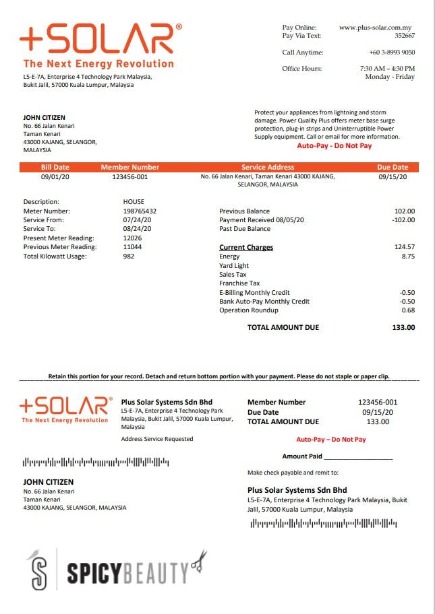 +SOLAR®
The Next Energy Revolution
L5-E-7A, Enterprise 4 Technology Park Malaysia,
Bukit Jalil, 57000 Kuala Lumpur, Malaysia
Pay Online: www.plus-solar.com.my
Pay Via Text: 352667
Call Anytime: +60 3-8993 9050
Office Hours: 7:30 AM – 4:30 PM
Monday - Friday
JOHN CITIZEN
No. 66 Jalan Kenari
Taman Kenari
43000 KAJANG, SELANGOR,
MALAYSIA
Protect your appliances from lightning and storm
damage. Power Quality Plus offers meter base surge
protection, plug-in strips and Uninterruptible Power
Supply equipment. Call or email for more information.
Auto-Pay - Do Not Pay
Bill Date Member Number Service Address Due Date
09/01/20 123456-001 No. 66 Jalan Kenari, Taman Kenari 43000 KAJANG, 09/15/20
SELANGOR, MALAYSIA
Description: HOUSE
Meter Number: 198765432
Service From: 07/24/20
Service To: 08/24/20
Present Meter Reading: 12026
Previous Meter Reading: 11044
Total Kilowatt Usage: 982
Previous Balance 102.00
Payment Received 08/05/20 -102.00
Past Due Balance
Current Charges 124.57
Energy 8.75
Yard Light
Sales Tax
Franchise Tax
E-Billing Monthly Credit -0.50
Bank Auto-Pay Monthly Credit -0.50
Operation Roundup 0.68
TOTAL AMOUNT DUE 133.00
Retain this portion for your record. Detach and return bottom portion with your payment. Please do not staple or paper clip.
+SOLAR®
The Next Energy Revolution
Plus Solar Systems Sdn Bhd
L5-E-7A, Enterprise 4 Technology Park
Malaysia, Bukit Jalil, 57000 Kuala Lumpur,
Malaysia
Address Service Requested
Member Number 123456-001
Due Date 09/15/20
TOTAL AMOUNT DUE 133.00
Auto-Pay – Do Not Pay
Amount Paid
JOHN CITIZEN
No. 66 Jalan Kenari
Taman Kenari
43000 KAJANG, SELANGOR, MALAYSIA
Make check payable and remit to:
Plus Solar Systems Sdn Bhd
L5-E-7A, Enterprise 4 Technology Park Malaysia, Bukit
Jalil, 57000 Kuala Lumpur, Malaysia
SPICYBEAUTY